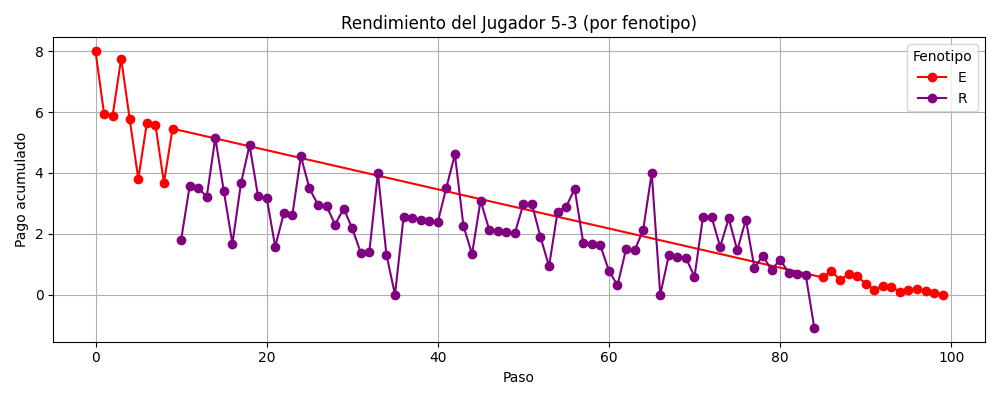 Rendimiento del Jugador 5-3 (por fenotipo)
Pago acumulado
8
6
4
2
0
Fenotipo
E
R
0
20
40
60
80
100
Paso